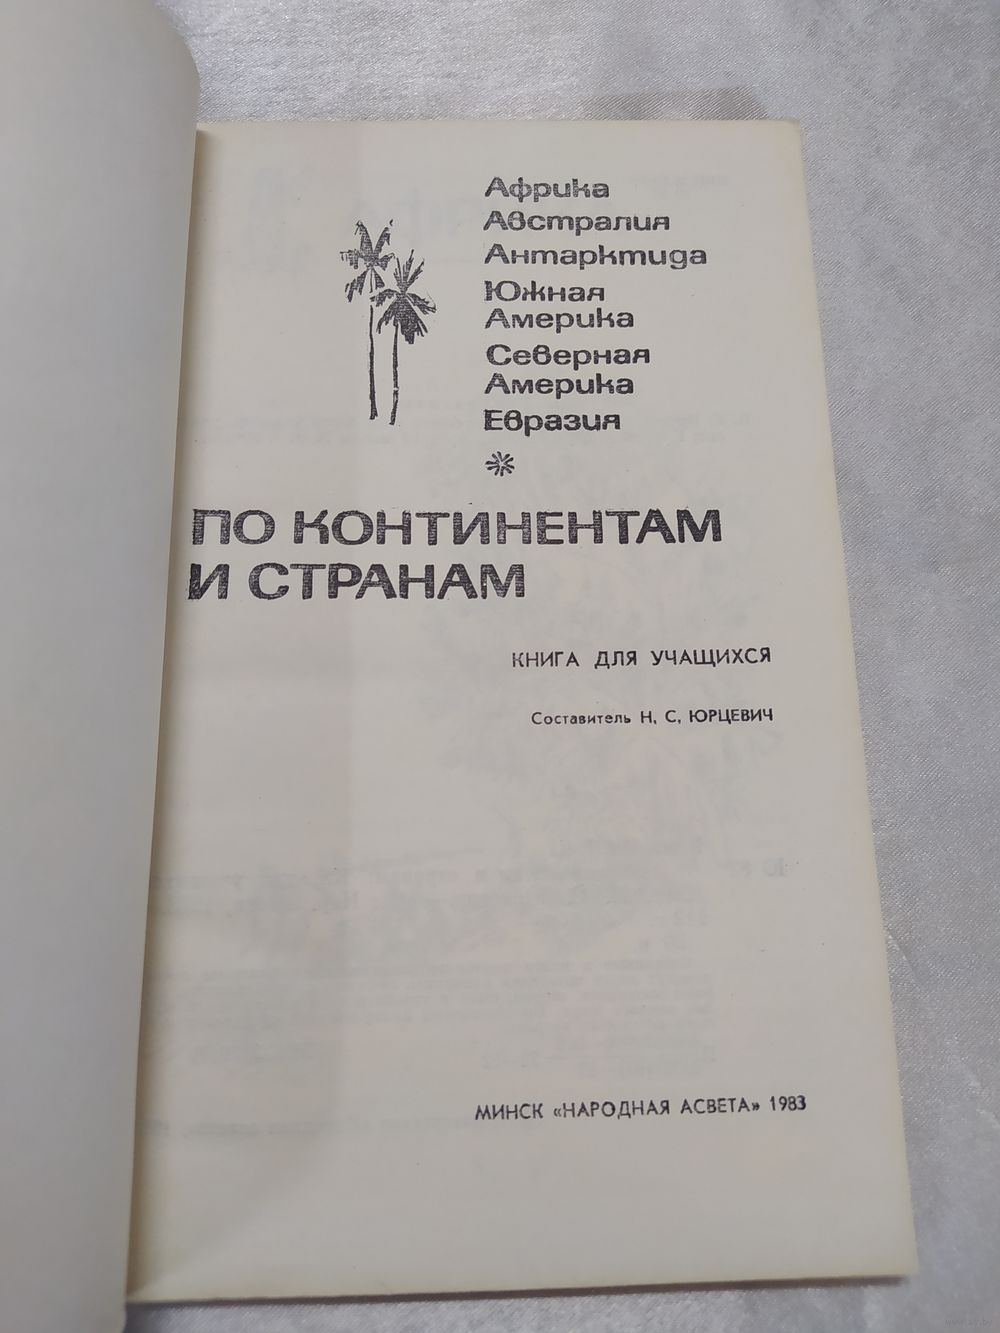 Африка
Австралия
Антарктида
Южная
Америка
Северная
Америка
Евразия
ПО КОНТИНЕНТАМ
И СТРАНАМ
КНИГА ДЛЯ УЧАЩИХСЯ
Составитель Н. С. ЮРЦЕВИЧ
МИНСК «НАРОДНАЯ АСВЕТА» 1983